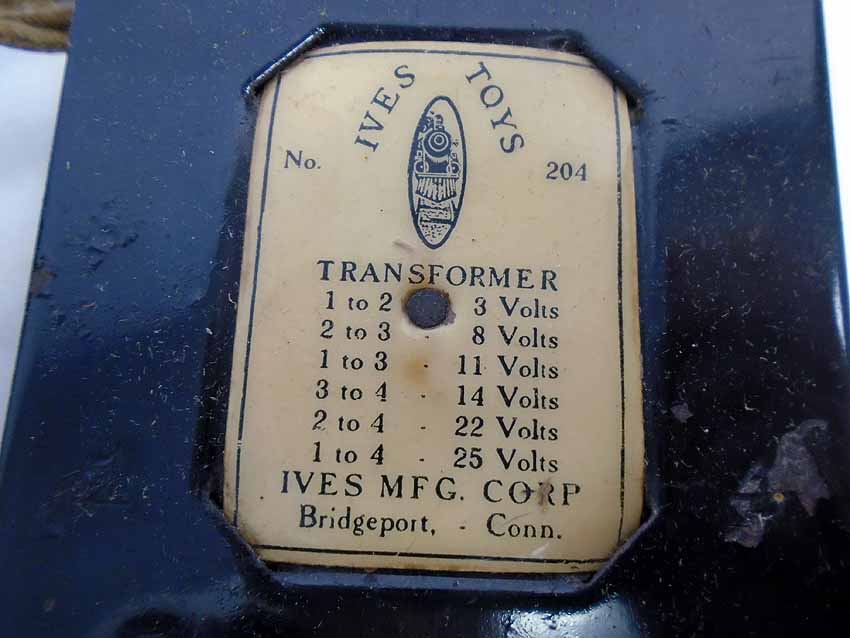 IVES TOYS
No. 204
TRANSFORMER
1 to 2 3 Volts
2 to 3 - 8 Volts
1 to 3 - 11 Volts
3 to 4 - 14 Volts
2 to 4 - 22 Volts
1 to 4 - 25 Volts
IVES MFG. CORP
Bridgeport, - Conn.